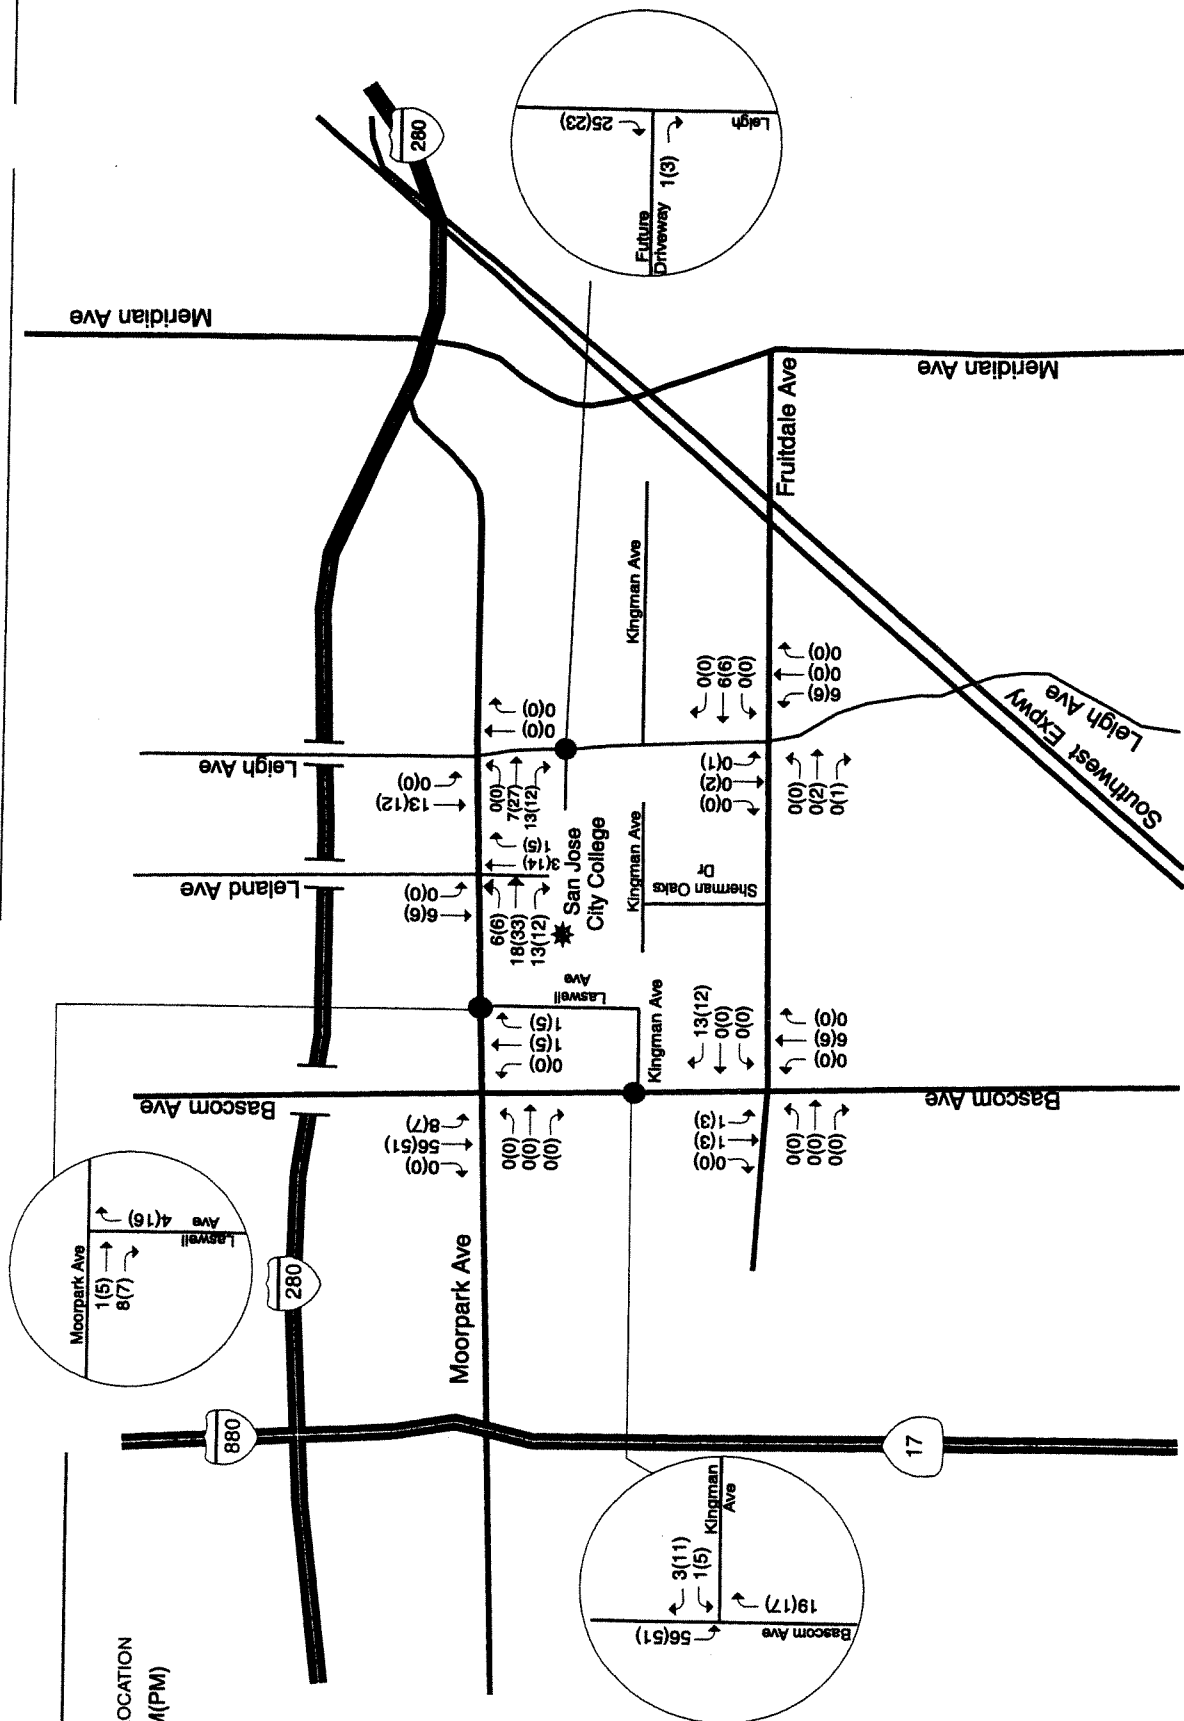 280
Meridian Ave
25(23)
Future
Driveway 1(3)
Leigh
Fruitdale Ave
Meridian Ave
Kingman Ave
Leigh Ave
13(12)
0(0)
0(0)
0(0)
0(0)
7(27)
13(12)
Leland Ave
6(6)
0(0)
3(14)
1(5)
6(6)
18(33)
13(12)
San Jose
City College
Kingman Ave
Sherman Oaks
Dr
0(0)
6(6)
0(0)
6(6)
0(0)
0(0)
0(0)
0(2)
0(1)
0(0)
0(2)
0(1)
Leigh Ave
Southwest Expwy
Laswell
Ave
Kingman Ave
Bascom Ave
0(0)
56(51)
8(7)
0(0)
1(5)
1(5)
0(0)
0(0)
0(0)
13(12)
0(0)
0(0)
0(0)
6(6)
0(0)
0(0)
1(3)
1(3)
0(0)
0(0)
0(0)
Bascom Ave
Moorpark Ave
1(5)
8(7)
4(16)
Laswell
Ave
280
Moorpark Ave
880
17
56(51)
3(11)
1(5)
Kingman
Ave
19(17)
Bascom Ave
OCATION
M(PM)